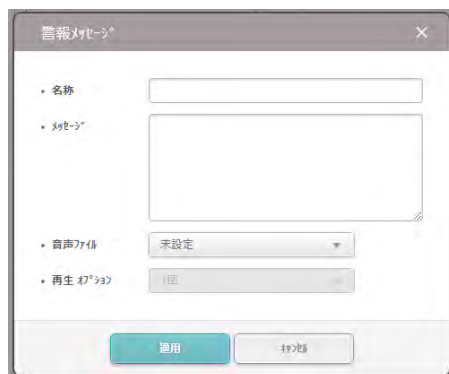 警報ﾒｯｾｰｼﾞ
• 名称
• ﾒｯｾｰｼﾞ
• 音声ﾌｧｲﾙ 未設定
• 再生 ｵﾌﾟｼｮﾝ 1回
適用 ｷｬﾝｾﾙ